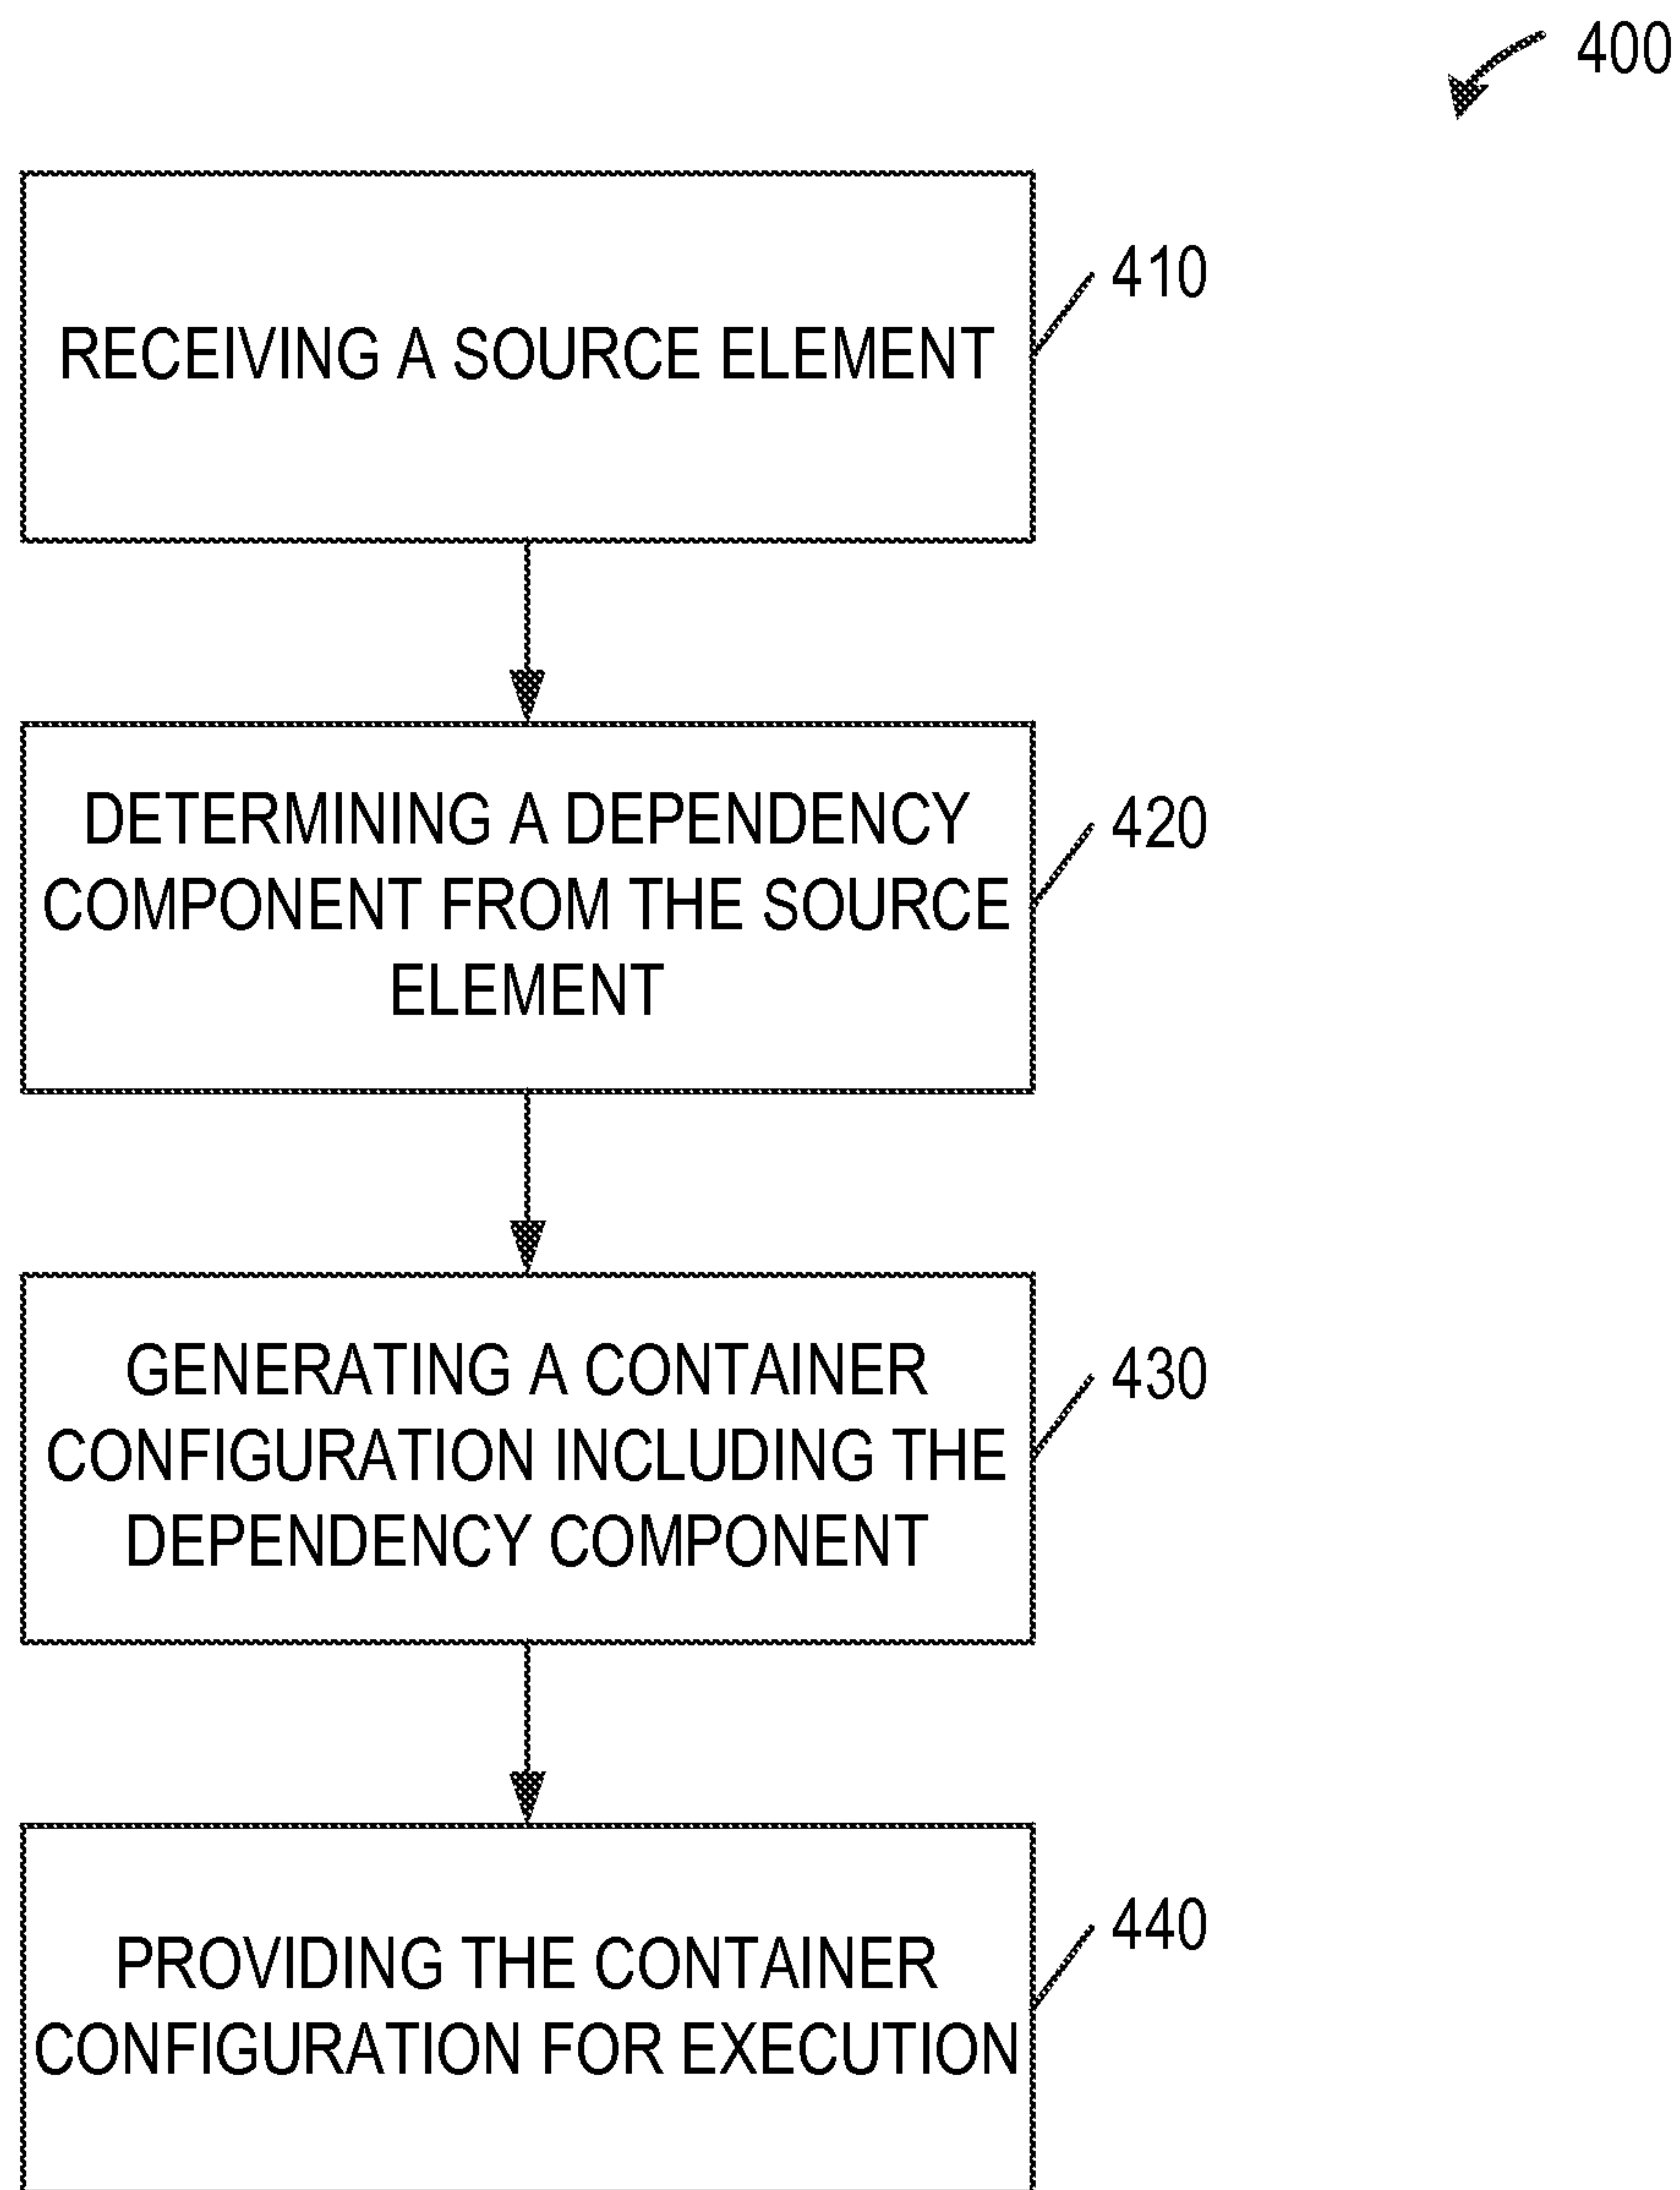 400
RECEIVING A SOURCE ELEMENT
410
DETERMINING A DEPENDENCY
COMPONENT FROM THE SOURCE
ELEMENT
420
GENERATING A CONTAINER
CONFIGURATION INCLUDING THE
DEPENDENCY COMPONENT
430
PROVIDING THE CONTAINER
CONFIGURATION FOR EXECUTION
440